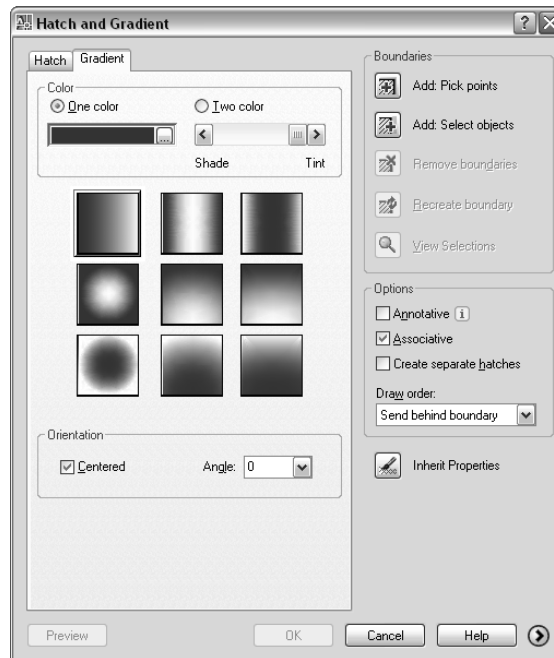 Hatch and Gradient
Hatch
Gradient
Color
One color
Two color
...
Shade
Tint
Orientation
Centered
Angle: 0
Boundaries
Add: Pick points
Add: Select objects
Remove boundaries
Recreate boundary
View Selections
Options
Annotative
Associative
Create separate hatches
Draw order:
Send behind boundary
Inherit Properties
Preview
OK
Cancel
Help